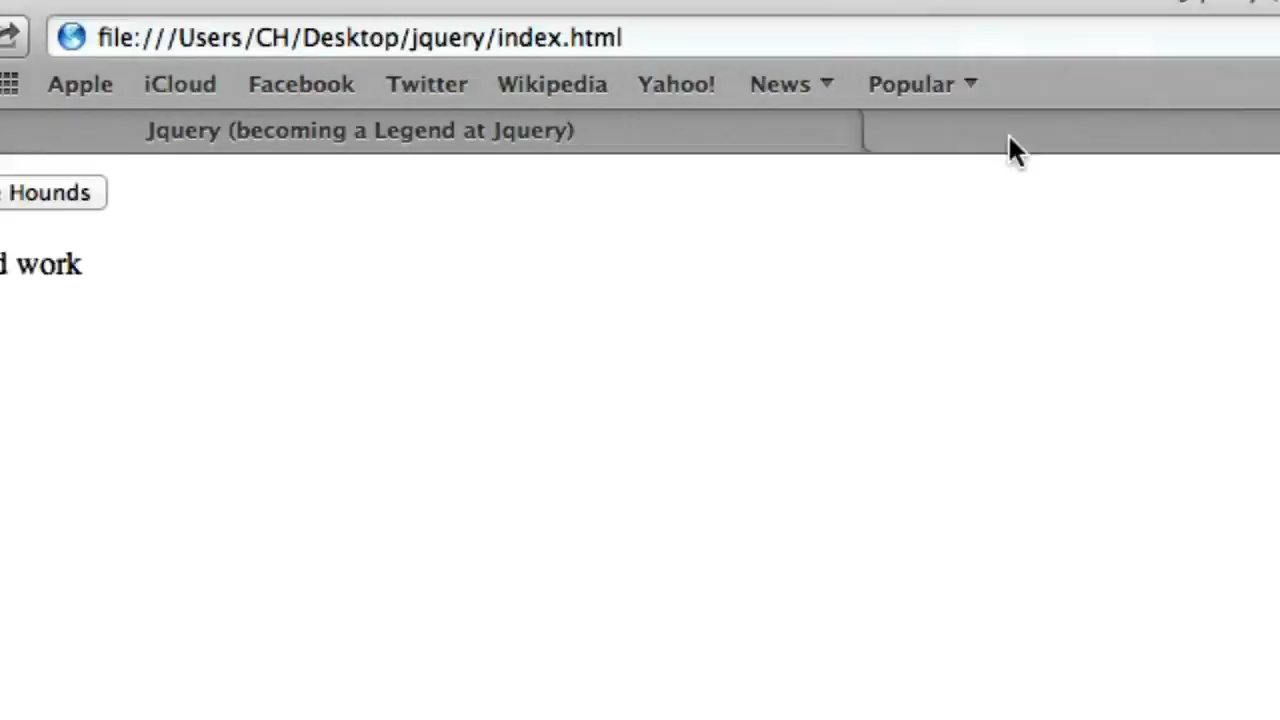 file:///Users/CH/Desktop/jquery/index.html
Apple iCloud Facebook Twitter Wikipedia Yahoo! News Popular
Jquery (becoming a Legend at Jquery)
Hounds
work